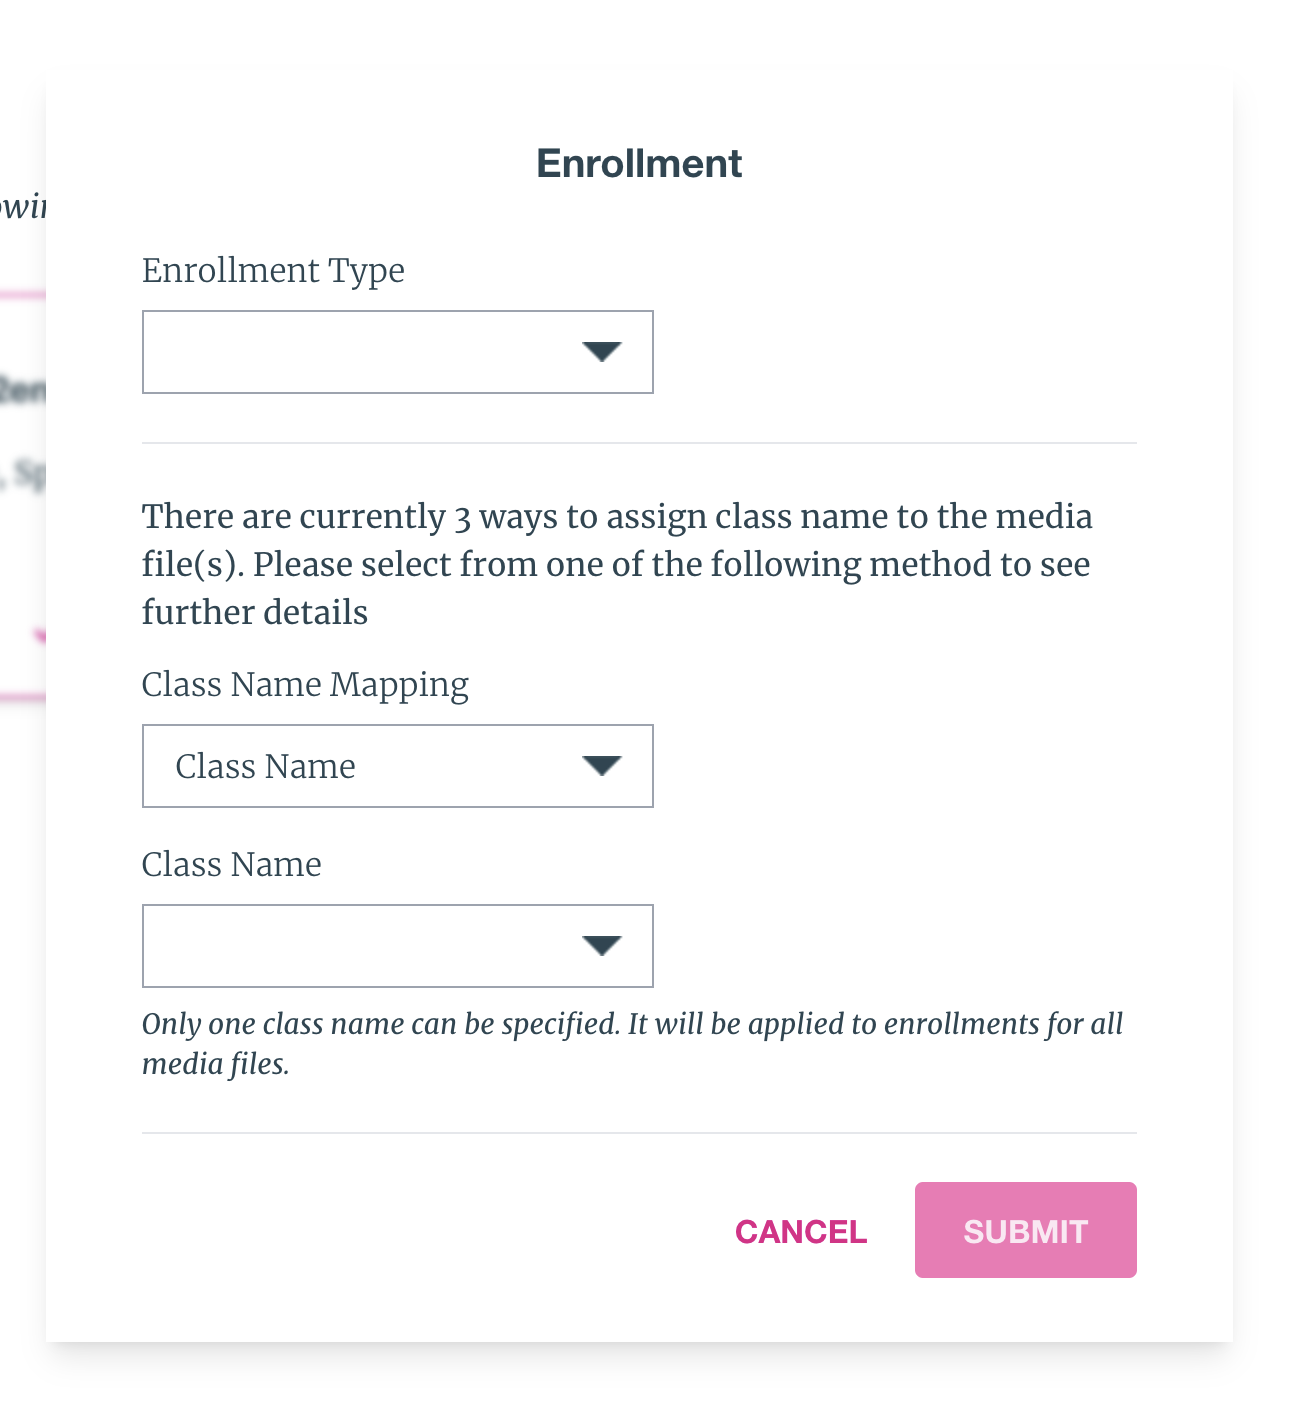 Enrollment
Enrollment Type
There are currently 3 ways to assign class name to the media
file(s). Please select from one of the following method to see
further details
Class Name Mapping
Class Name
Class Name
Only one class name can be specified. It will be applied to enrollments for all
media files.
CANCEL
SUBMIT